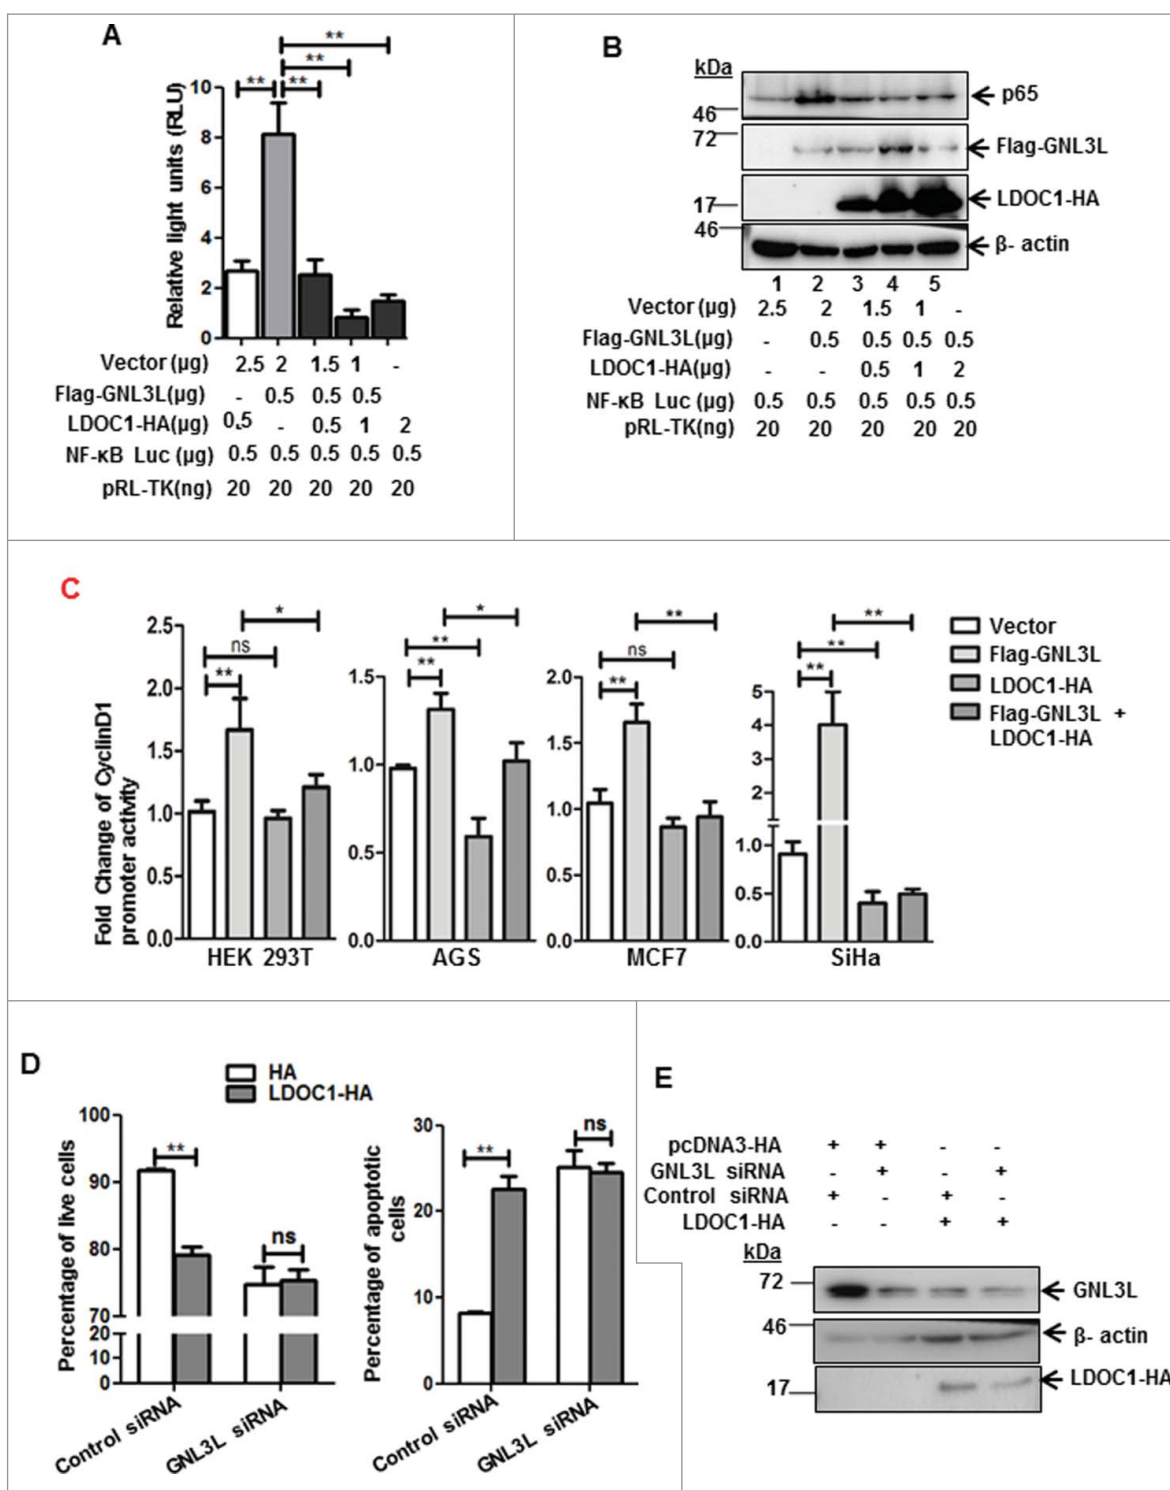 A
**
**
** **
Relative light units (RLU)
10
8
6
4
2
0
Vector (μg) 2.5 2 1.5 1 -
Flag-GNL3L(μg) - 0.5 0.5 0.5
LDOC1-HA(μg) 0.5 - 0.5 1 2
NF-κB Luc (μg) 0.5 0.5 0.5 0.5 0.5
pRL-TK(ng) 20 20 20 20 20
B
kDa
46
72
17
46
p65
Flag-GNL3L
LDOC1-HA
β- actin
1 2 3 4 5
Vector (μg) 2.5 2 1.5 1 -
Flag-GNL3L(μg) - 0.5 0.5 0.5 0.5
LDOC1-HA(μg) - - 0.5 1 2
NF-κB Luc (μg) 0.5 0.5 0.5 0.5 0.5
pRL-TK(ng) 20 20 20 20 20
C
Fold Change of CyclinD1
promoter activity
2.5
2.0
1.5
1.0
0.5
0.0
*
ns
**
HEK 293T
1.5
1.0
0.5
0.0
*
**
**
AGS
2.0
1.5
1.0
0.5
0.0
**
ns
**
MCF7
5
4
3
2
1.0
0.5
0.0
**
**
**
SiHa
Vector
Flag-GNL3L
LDOC1-HA
Flag-GNL3L +
LDOC1-HA
D
HA
LDOC1-HA
Percentage of live cells
100
90
80
70
20
10
0
**
ns
Control siRNA
GNL3L siRNA
Percentage of apoptotic
cells
30
20
10
0
**
ns
Control siRNA
GNL3L siRNA
E
pcDNA3-HA + + - -
GNL3L siRNA - + - +
Control siRNA + - + -
LDOC1-HA - - + +
kDa
72
46
17
GNL3L
β- actin
LDOC1-HA